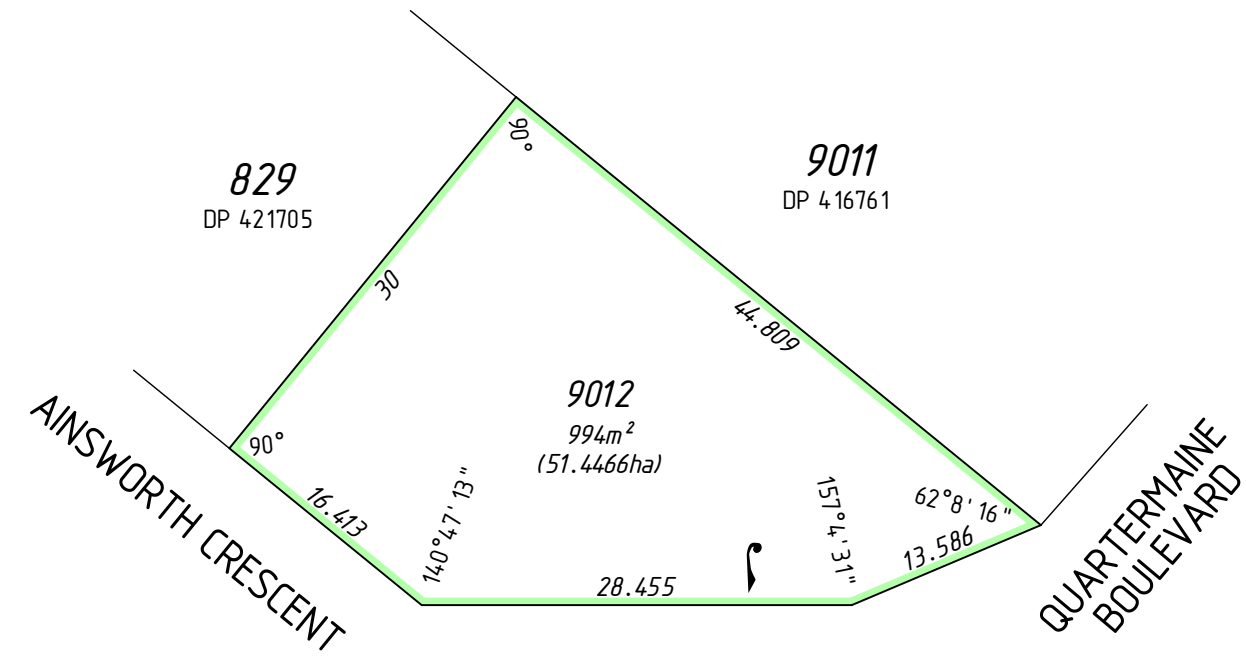 9011
DP 416761
829
DP 421705
90°
30
44.809
9012
994m²
(51.4466ha)
90°
16.413
140°47'13"
28.455
157°4'31"
62°8'16"
13.586
AINSWORTH CRESCENT
QUARTERMAINE
BOULEVARD